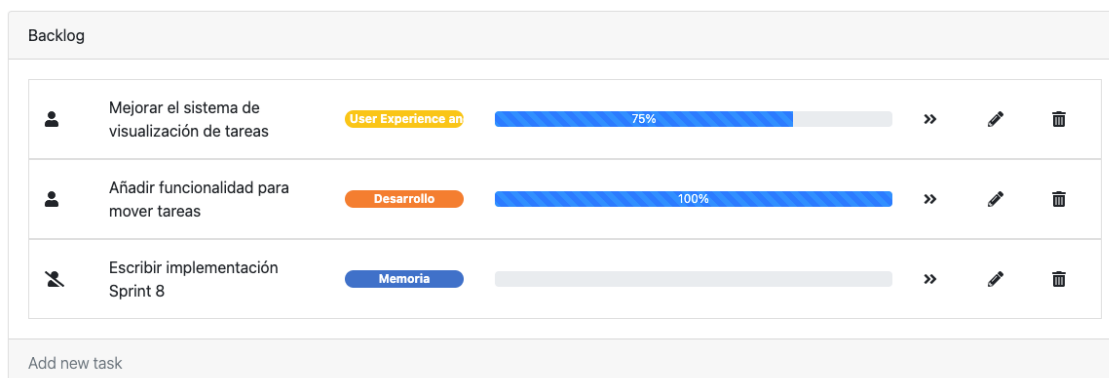 Backlog
Mejorar el sistema de
visualización de tareas
User Experience an
75%
Añadir funcionalidad para
mover tareas
Desarrollo
100%
Escribir implementación
Sprint 8
Memoria
Add new task